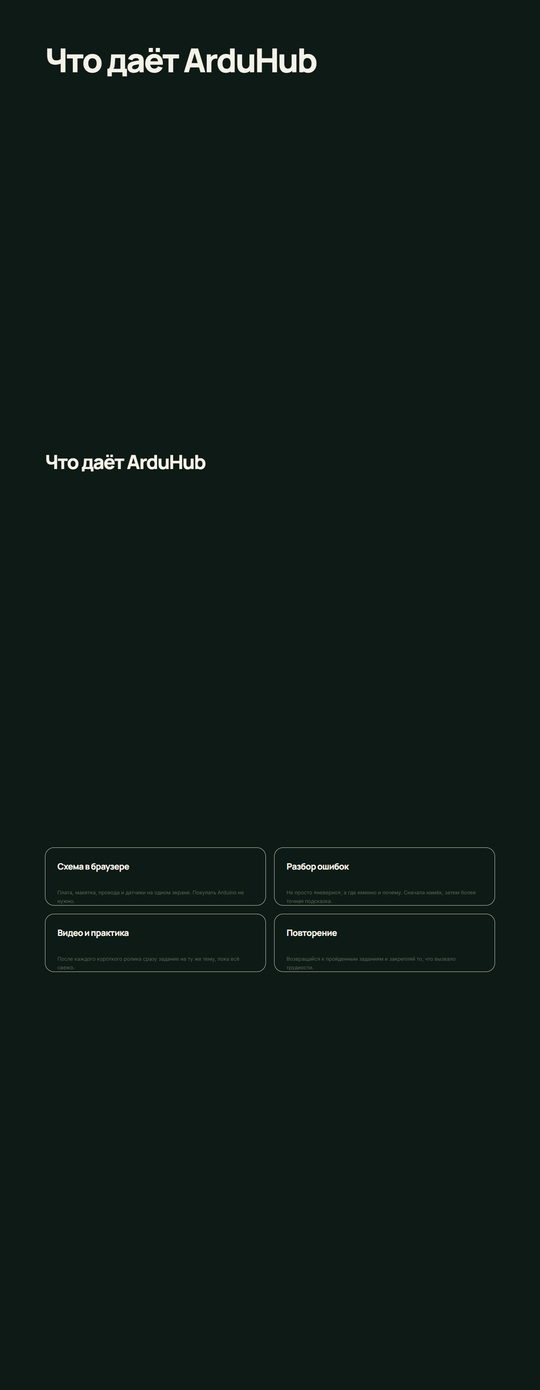 Что даёт ArduHub
Что даёт ArduHub
Схема в браузере
Плата, макетка, провода и датчики на одном экране. Покупать Arduino не
нужно.
Разбор ошибок
Не просто «неверно», а где именно и почему. Сначала намёк, затем более
точная подсказка.
Видео и практика
После каждого короткого ролика сразу задание на ту же тему, пока всё
свежо.
Повторение
Возвращайся к пройденным заданиям и закрепляй то, что вызвало
трудности.